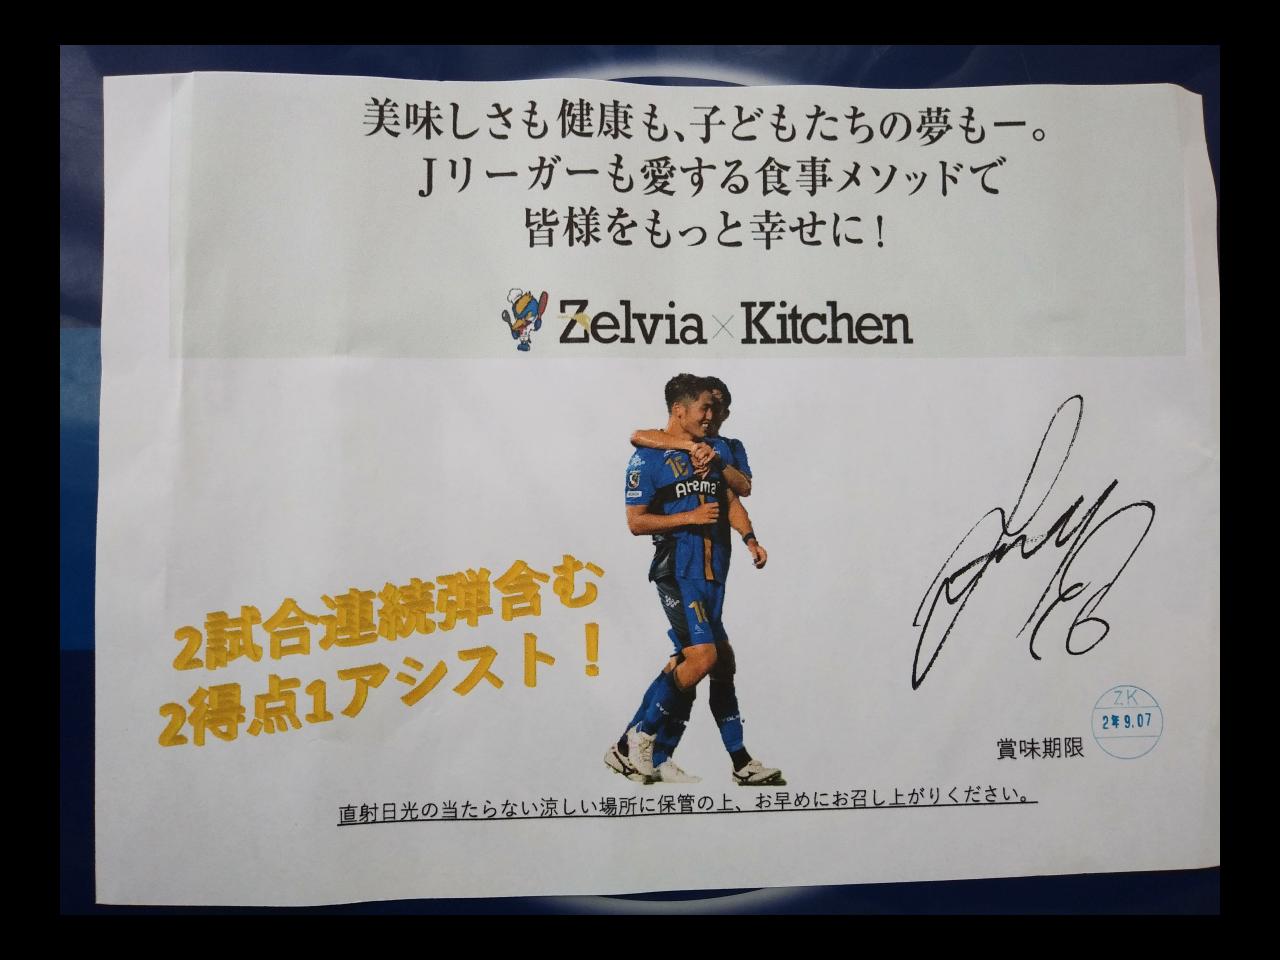 美味しさも健康も、子どもたちの夢もー。
Jリーガーも愛する食事メソッドで
皆様をもっと幸せに！
Zelvia×Kitchen
16
Abema
16
2試合連続弾含む
2得点1アシスト！
ZK
2年9.07
賞味期限
直射日光の当たらない涼しい場所に保管の上、お早めにお召し上がりください。